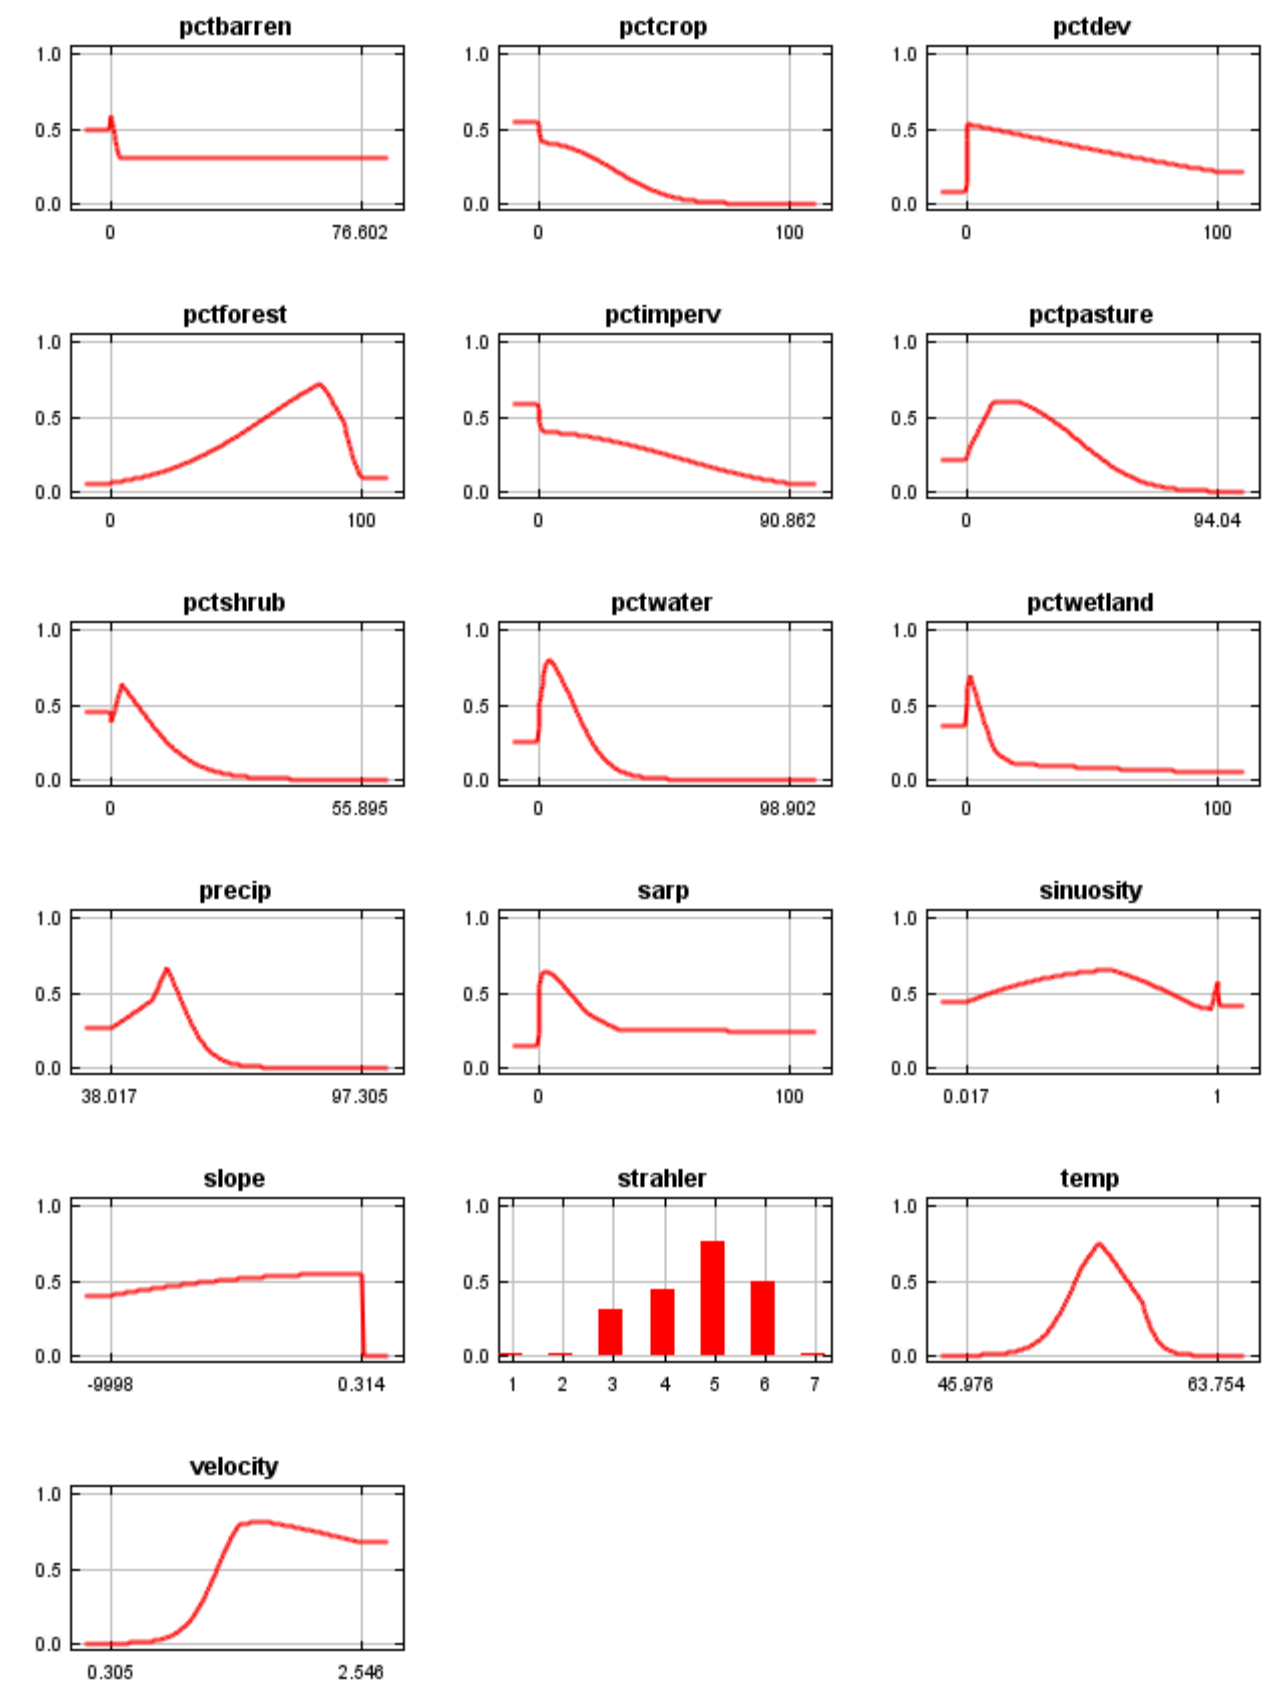 pctbarren pctcrop pctdev
1.0 1.0 1.0
0.5 0.5 0.5
0.0 0.0 0.0
0 76.602 0 100 0 100
pctforest pctimperv pctpasture
1.0 1.0 1.0
0.5 0.5 0.5
0.0 0.0 0.0
0 100 0 90.862 0 94.04
pctshrub pctwater pctwetland
1.0 1.0 1.0
0.5 0.5 0.5
0.0 0.0 0.0
0 55.895 0 98.902 0 100
precip sarp sinuosity
1.0 1.0 1.0
0.5 0.5 0.5
0.0 0.0 0.0
38.017 97.305 0 100 0.017 1
slope strahler temp
1.0 1.0 1.0
0.5 0.5 0.5
0.0 0.0 0.0
-9998 0.314 1 2 3 4 5 6 7 45.976 63.754
velocity
1.0
0.5
0.0
0.305 2.546